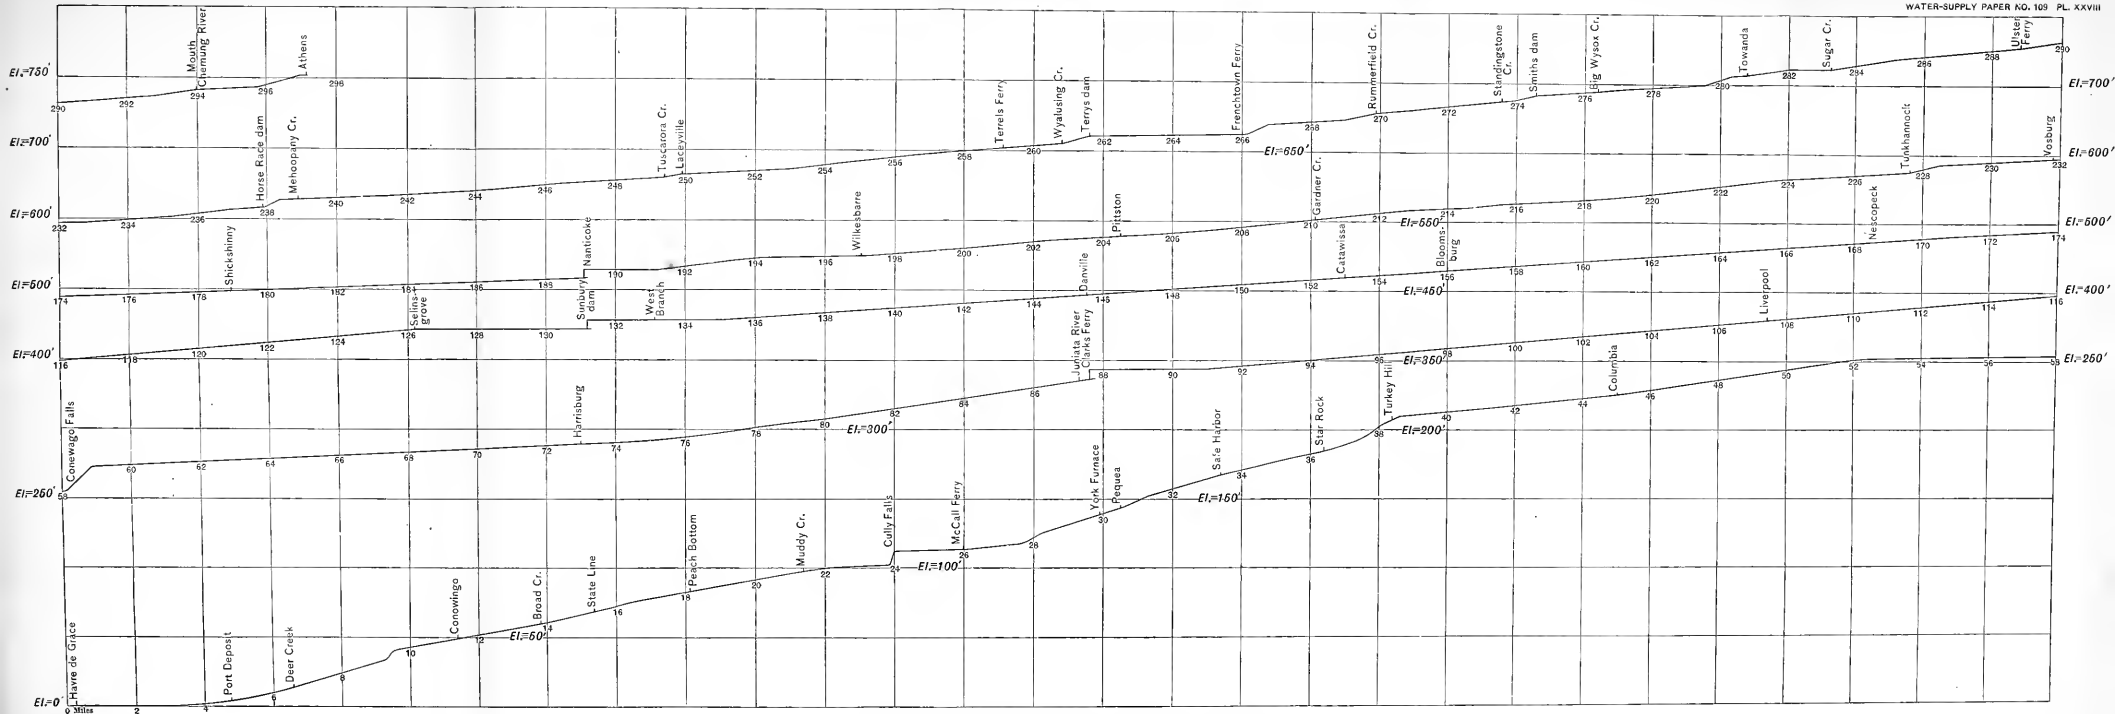 WATER-SUPPLY PAPER NO. 109 PL. XXVIII
El.=750'
290
292
Mouth
Chemung River
294
296
Athens
296
El.=700'
El.=600'
232
234
236
Horse Race dam
238
Mehoopany Cr.
240
242
244
246
248
Tuscarora Cr.
Laceyville
250
252
254
256
258
Terrels Ferry
260
Wyalusing Cr.
Terrys dam
262
264
Frenchtown Ferry
266
El.=650'
268
Rummerfield Cr.
270
272
Standingstone
Cr.
274
Smiths dam
276
Big Wysox Cr.
278
280
Towanda
282
Sugar Cr.
284
286
288
Ulster
Ferry
290
El.=700'
El.=500'
174
176
178
Shickshinny
180
182
184
186
188
Nanticoke
190
192
194
196
Wilkesbarre
198
200
202
204
Pittston
206
208
210
Gardner Cr.
212
El.=550'
214
216
218
220
222
224
226
Tunkhannock
228
230
Vosburg
232
El.=600'
El.=400'
116
118
120
122
124
126
Selins-
grove
128
130
Sunbury
dam
132
West
Branch
134
136
138
140
142
144
Danville
146
148
150
152
Catawissa
154
El.=450'
Blooms-
burg
156
158
160
162
164
166
168
Nescopeck
170
172
174
El.=500'
El.=250'
58
Conewago Falls
60
62
64
66
68
70
72
Harrisburg
74
76
78
80
El.=300'
82
84
86
Juniata River
Clarks Ferry
88
90
92
94
96
El.=350'
98
100
102
104
106
Liverpool
108
110
112
114
116
El.=400'
El.=0'
0 Miles
Havre de Grace
2
4
Port Deposit
6
Deer Creek
8
10
Conowingo
12
El.=50'
Broad Cr.
14
State Line
16
18
Peach Bottom
20
Muddy Cr.
22
Cully Falls
24
El.=100'
McCall Ferry
26
28
York Furnace
30
Pequea
32
El.=150'
Safe Harbor
34
36
Star Rock
38
Turkey Hill
El.=200'
40
42
44
Columbia
46
48
50
52
54
56
58
El.=250'